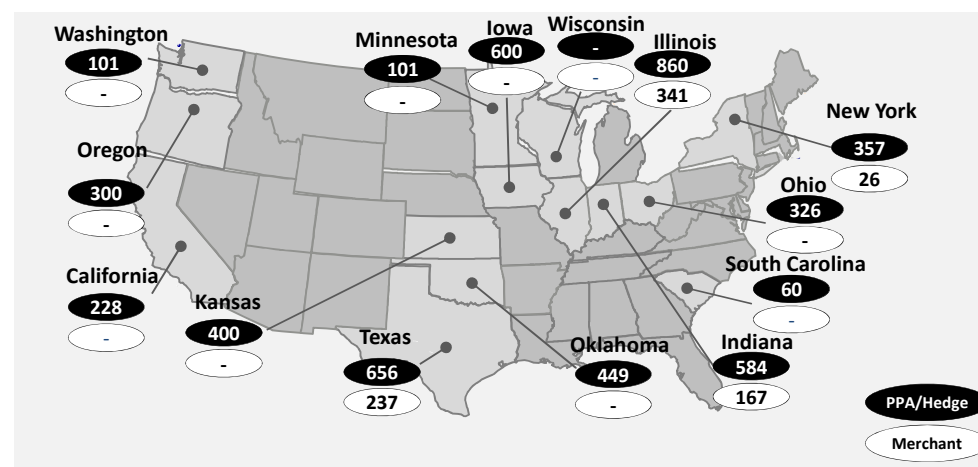 Washington
101
-
Minnesota
101
-
Iowa
600
-
Wisconsin
-
-
Illinois
860
341
New York
357
26
Oregon
300
-
Ohio
326
-
California
228
-
Kansas
400
-
Texas
656
237
Oklahoma
449
-
South Carolina
60
-
Indiana
584
167
PPA/Hedge
Merchant